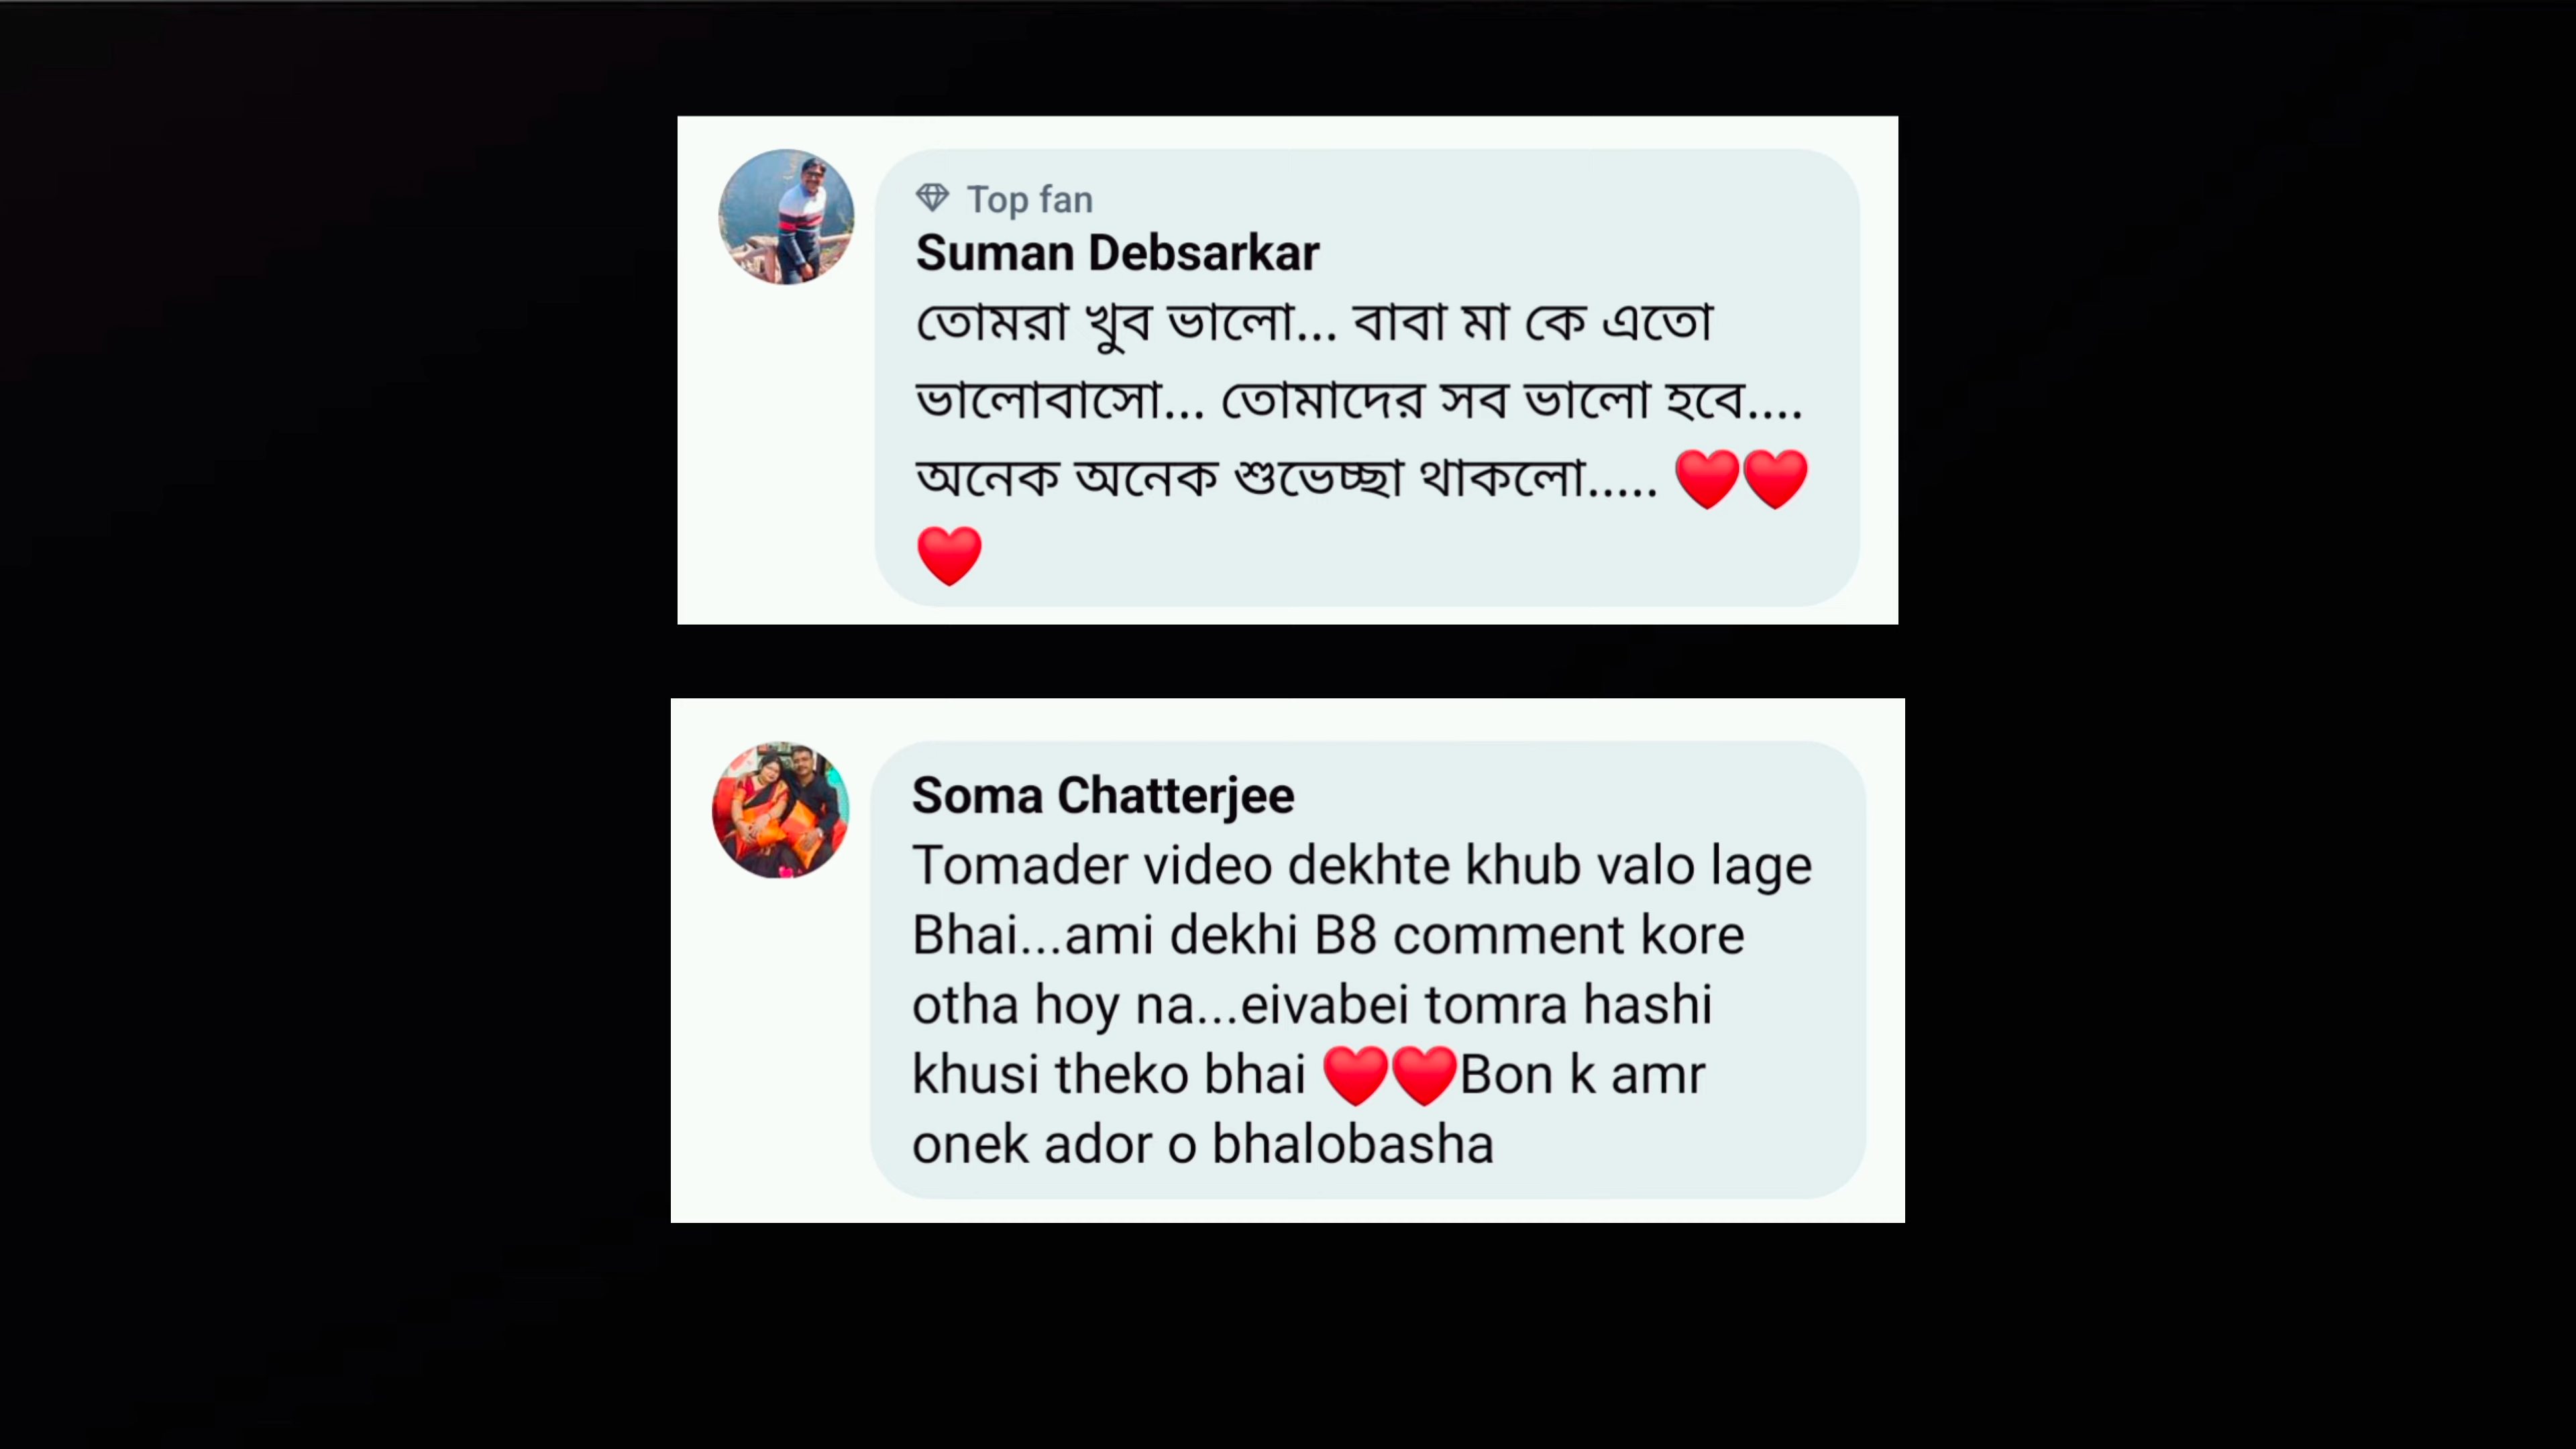 Top fan
Suman Debsarkar
তোমরা খুব ভালো... বাবা মা কে এতো
ভালোবাসো... তোমাদের সব ভালো হবে....
অনেক অনেক শুভেচ্ছা থাকলো..... ❤️❤️
❤️
Soma Chatterjee
Tomader video dekhte khub valo lage
Bhai...ami dekhi B8 comment kore
otha hoy na...eivabei tomra hashi
khusi theko bhai ❤️❤️Bon k amr
onek ador o bhalobasha